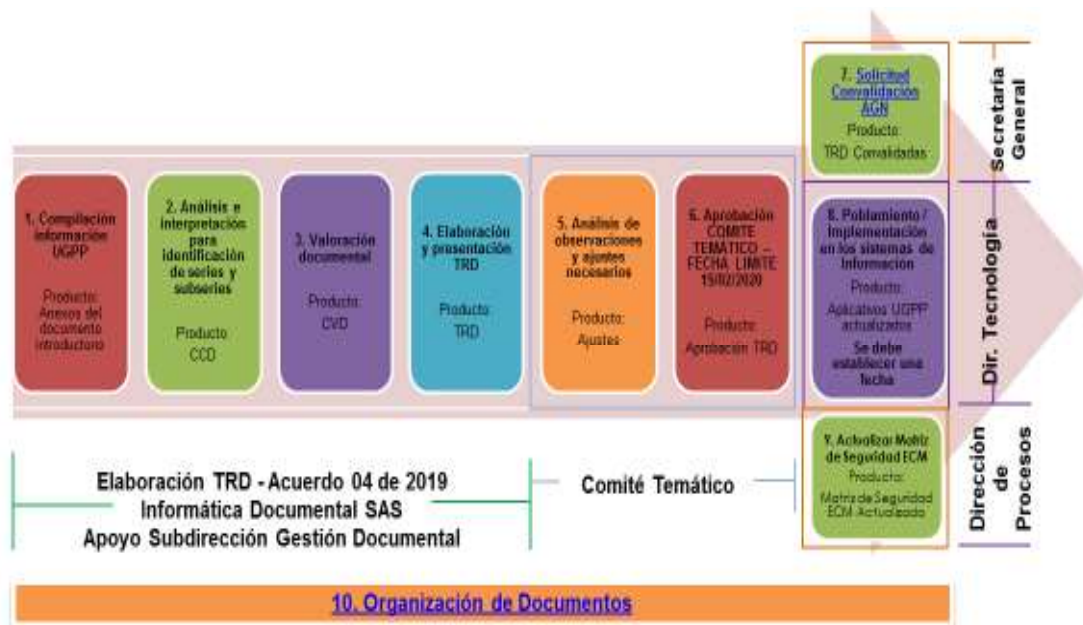 1. Compilación
información
UGPP
Producto:
Anexos del
documento
introductorio
2. Análisis e
interpretación
para
identificación
de series y
subseries
Producto
CCD
3. Valoración
documental
Producto:
CVD
4. Elaboración
y presentación
TRD
Producto:
TRD
5. Análisis de
observaciones
y ajustes
necesarios
Producto:
Ajustes
6. Aprobación
COMITÉ
TEMÁTICO –
FECHA LIMITE
15/02/2020
Producto:
Aprobación TRD
7. Solicitud
Convalidación
AGN
Producto:
TRD Convalidadas
8. Poblamiento /
Implementación
en los sistemas de
Información
Producto:
Aplicativos UGPP
actualizados
Se debe
establecer una
fecha
9. Actualizar Matriz
de Seguridad ECM
Producto:
Matriz de Seguridad
ECM Actualizada
Secretaría
General
Dir. Tecnología
Dirección
de
Procesos
Elaboración TRD - Acuerdo 04 de 2019
Informática Documental SAS
Apoyo Subdirección Gestión Documental
Comité Temático
10. Organización de Documentos